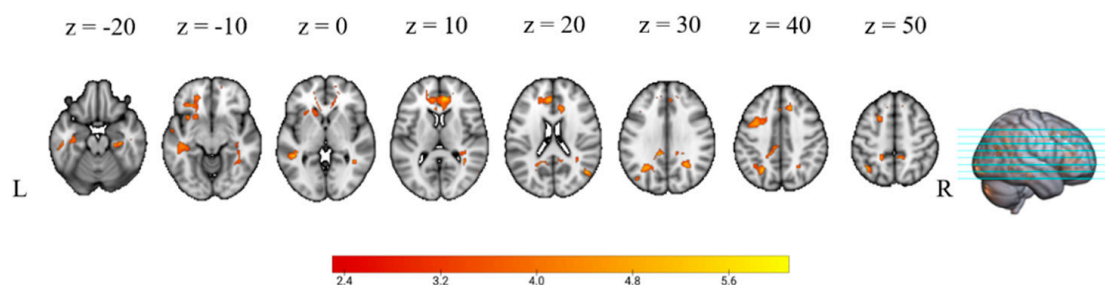 z = -20 z = -10 z = 0 z = 10 z = 20 z = 30 z = 40 z = 50
L R
2.4 3.2 4.0 4.8 5.6